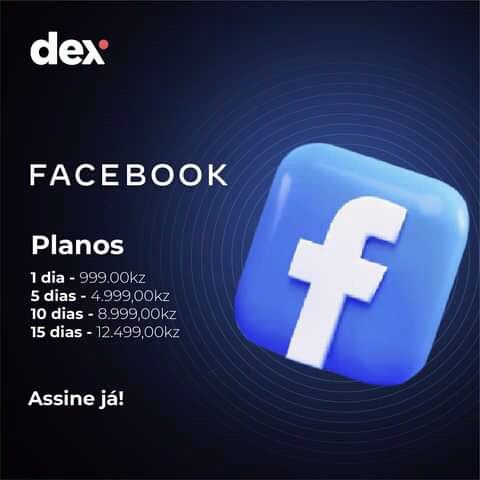 dex
FACEBOOK
Planos
1 dia - 999.00kz
5 dias - 4.999,00kz
10 dias - 8.999,00kz
15 dias - 12.499,00kz
Assine já!